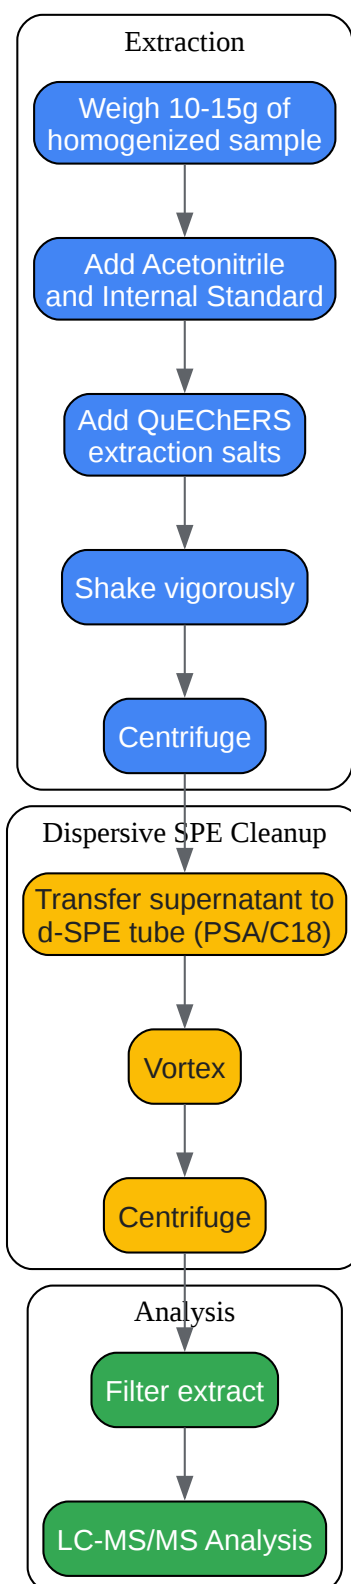 Extraction
Weigh 10-15g of
homogenized sample
Add Acetonitrile
and Internal Standard
Add QuEChERS
extraction salts
Shake vigorously
Centrifuge
Dispersive SPE Cleanup
Transfer supernatant to
d-SPE tube (PSA/C18)
Vortex
Centrifuge
Analysis
Filter extract
LC-MS/MS Analysis